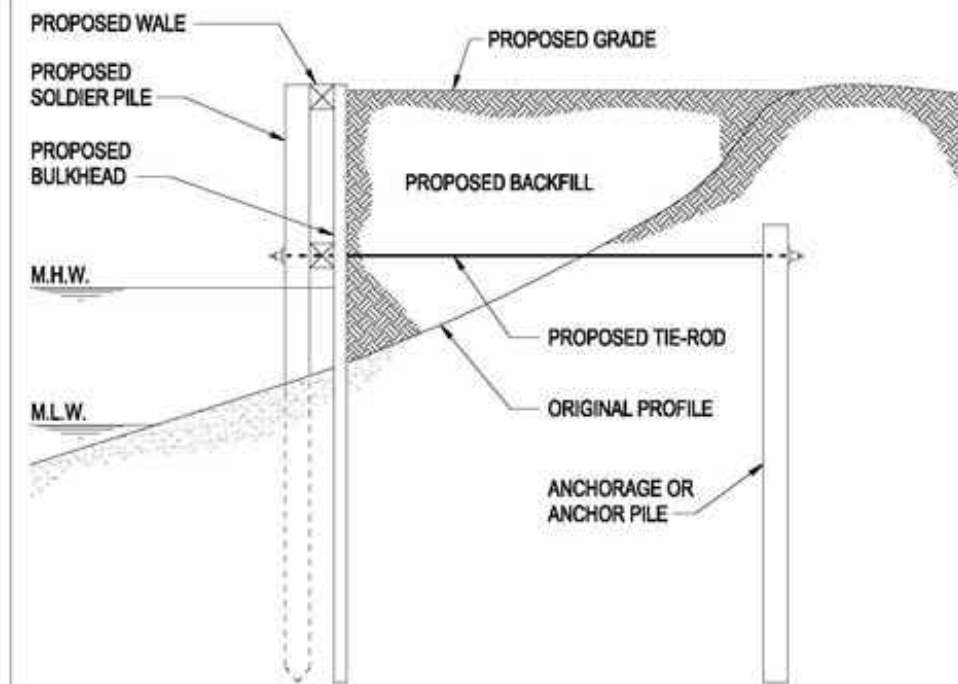 PROPOSED WALE
PROPOSED GRADE
PROPOSED
SOLDIER PILE
PROPOSED
BULKHEAD
PROPOSED BACKFILL
M.H.W.
PROPOSED TIE-ROD
ORIGINAL PROFILE
M.L.W.
ANCHORAGE OR
ANCHOR PILE